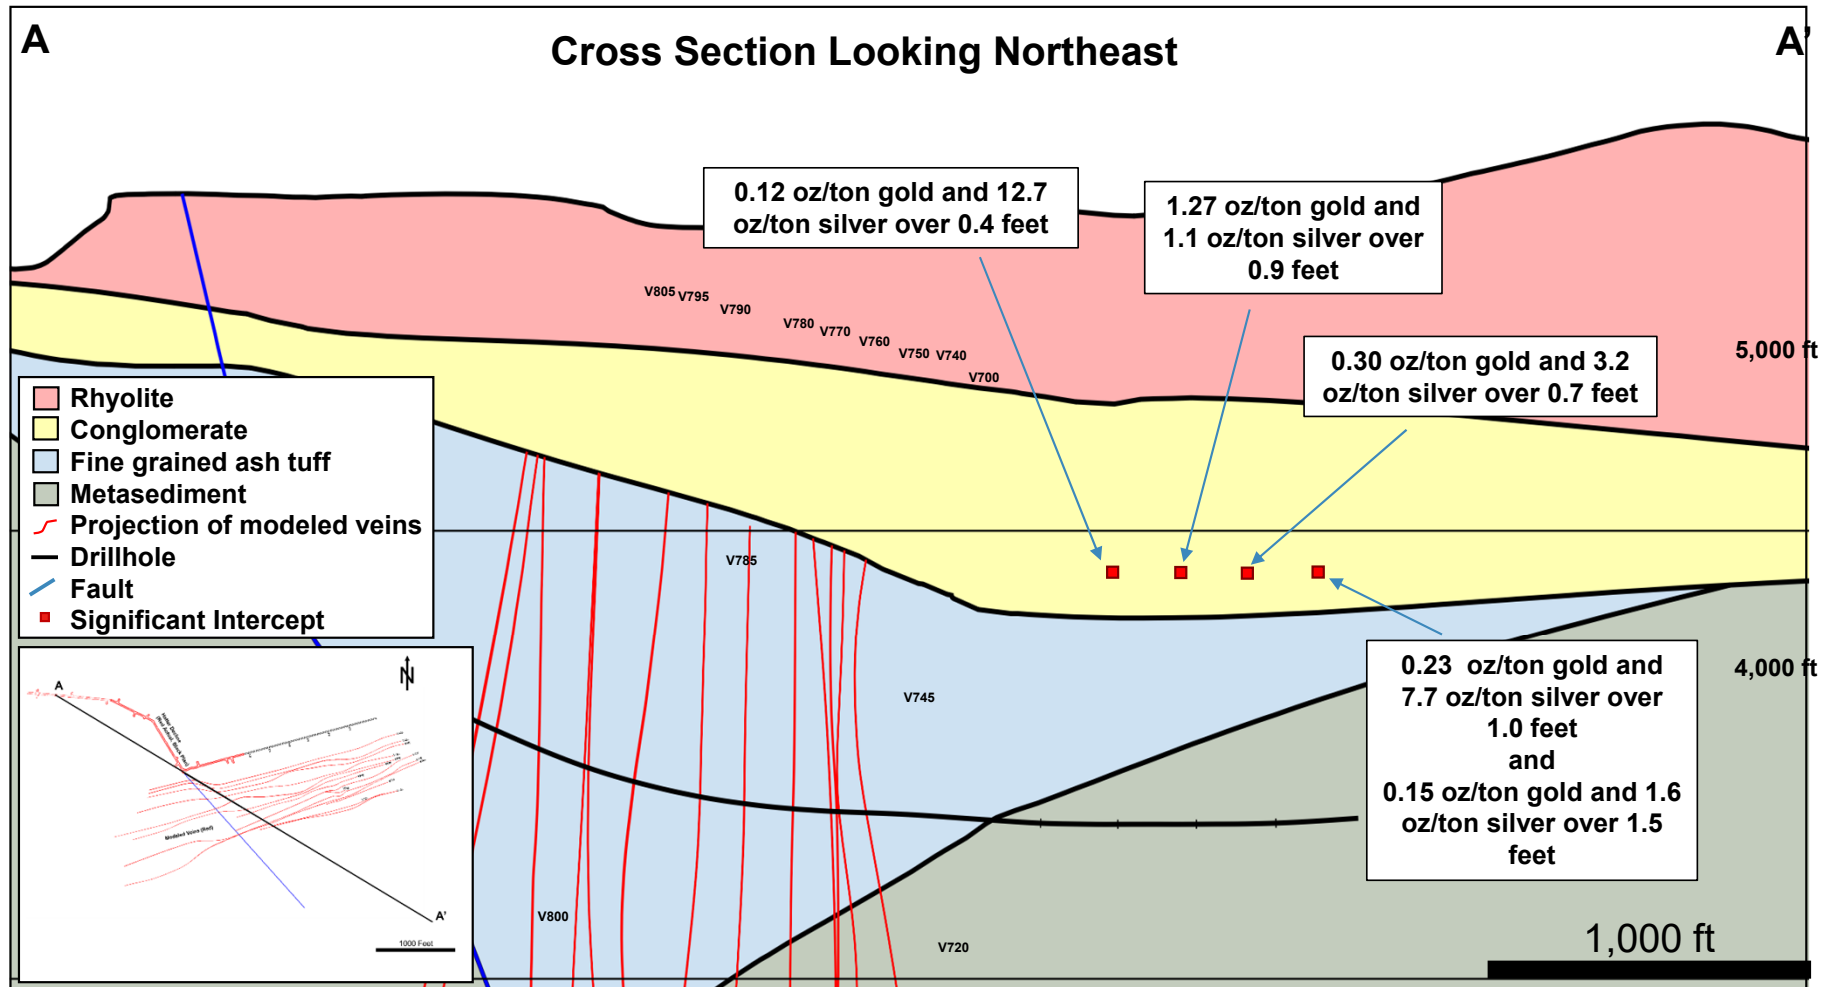 A
Cross Section Looking Northeast
A'
0.12 oz/ton gold and 12.7
oz/ton silver over 0.4 feet
1.27 oz/ton gold and
1.1 oz/ton silver over
0.9 feet
V805
V795
V790
V780
V770
V760
V750
V740
V700
0.30 oz/ton gold and 3.2
oz/ton silver over 0.7 feet
5,000 ft
Rhyolite
Conglomerate
Fine grained ash tuff
Metasediment
Projection of modeled veins
Drillhole
Fault
Significant Intercept
V785
V745
4,000 ft
0.23 oz/ton gold and
7.7 oz/ton silver over
1.0 feet
and
0.15 oz/ton gold and 1.6
oz/ton silver over 1.5
feet
A
N
Modeled Veins (Red)
A'
1000 Feet
V800
V720
1,000 ft